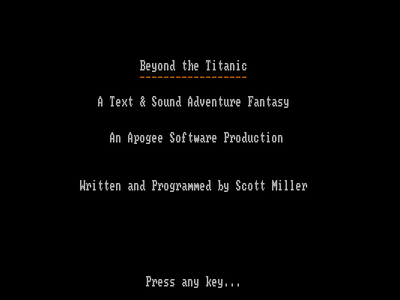 Beyond the Titanic
A Text & Sound Adventure Fantasy
An Apogee Software Production
Written and Programmed by Scott Miller
Press any key...